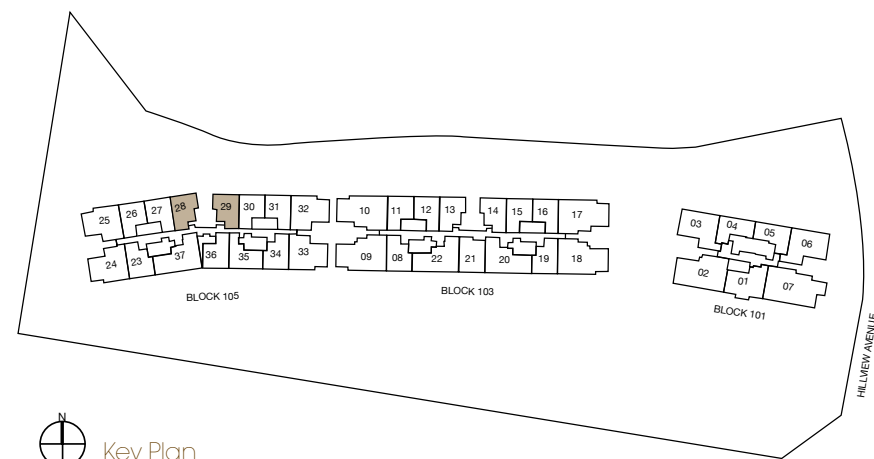 03 04 05 06
28 29 30 31 32 10 11 12 13 14 15 16 17
25 26 27
24 23 37 36 35 34 33 09 08 22 21 20 19 18
02 01 07
BLOCK 105
BLOCK 103
BLOCK 101
HILLVIEW AVENUE
N
Key Plan